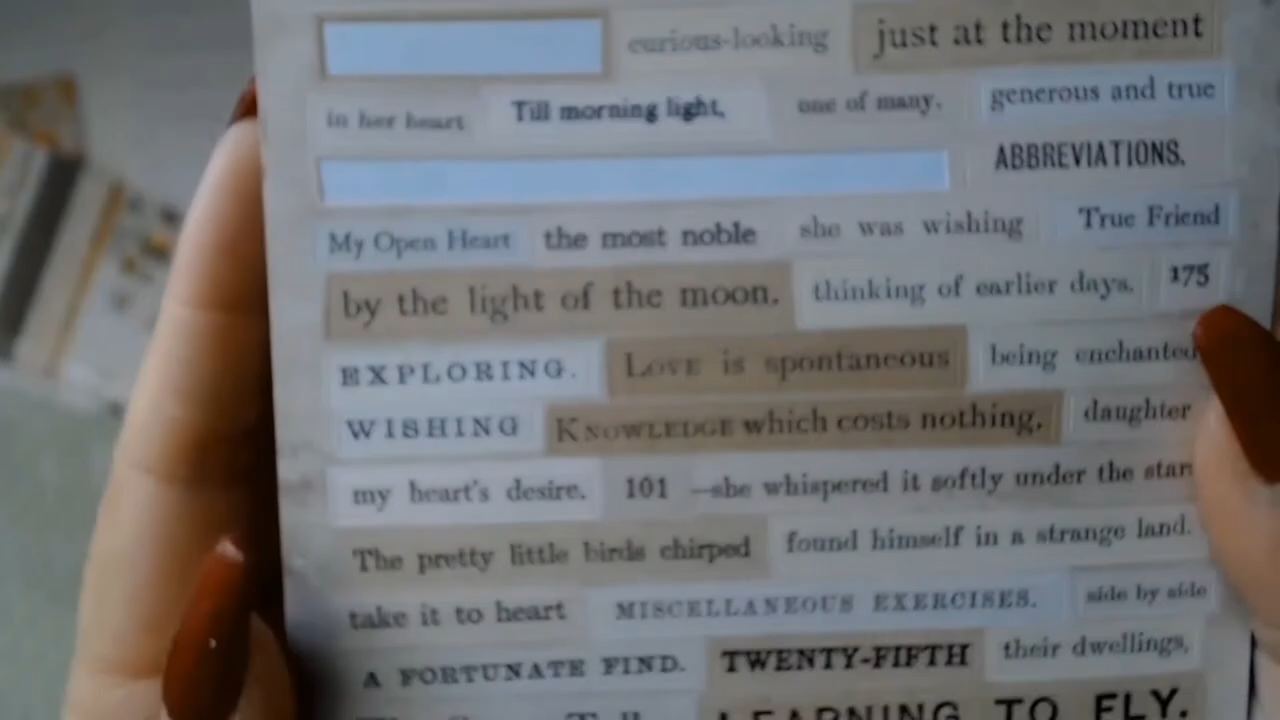 curious-looking just at the moment
in her heart Till morning light, one of many. generous and true
ABBREVIATIONS.
My Open Heart the most noble she was wishing True Friend
by the light of the moon. thinking of earlier days. 175
EXPLORING. LOVE is spontaneous being enchanted
WISHING KNOWLEDGE which costs nothing, daughter
my heart's desire. 101 —she whispered it softly under the
The pretty little birds chirped found himself in a strange land.
take it to heart MISCELLANEOUS EXERCISES. side by side
A FORTUNATE FIND. TWENTY-FIFTH their dwellings,
LEARNING TO FLY.